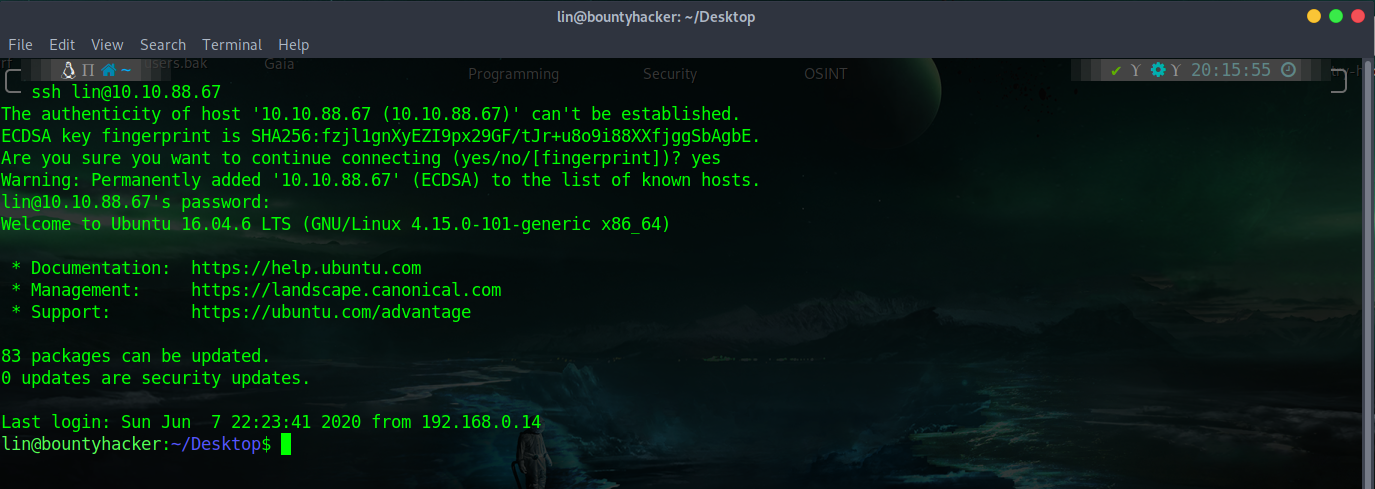 lin@bountyhacker: ~/Desktop
File Edit View Search Terminal Help
users.bak Gaia Programming Security OSINT
~ 20:15:55
ssh lin@10.10.88.67
The authenticity of host '10.10.88.67 (10.10.88.67)' can't be established.
ECDSA key fingerprint is SHA256:fzjl1gnXyEZI9px29GF/tJr+u8o9i88XXfjggSbAgbE.
Are you sure you want to continue connecting (yes/no/[fingerprint])? yes
Warning: Permanently added '10.10.88.67' (ECDSA) to the list of known hosts.
lin@10.10.88.67's password:
Welcome to Ubuntu 16.04.6 LTS (GNU/Linux 4.15.0-101-generic x86_64)
* Documentation: https://help.ubuntu.com
* Management: https://landscape.canonical.com
* Support: https://ubuntu.com/advantage
83 packages can be updated.
0 updates are security updates.
Last login: Sun Jun 7 22:23:41 2020 from 192.168.0.14
lin@bountyhacker:~/Desktop$